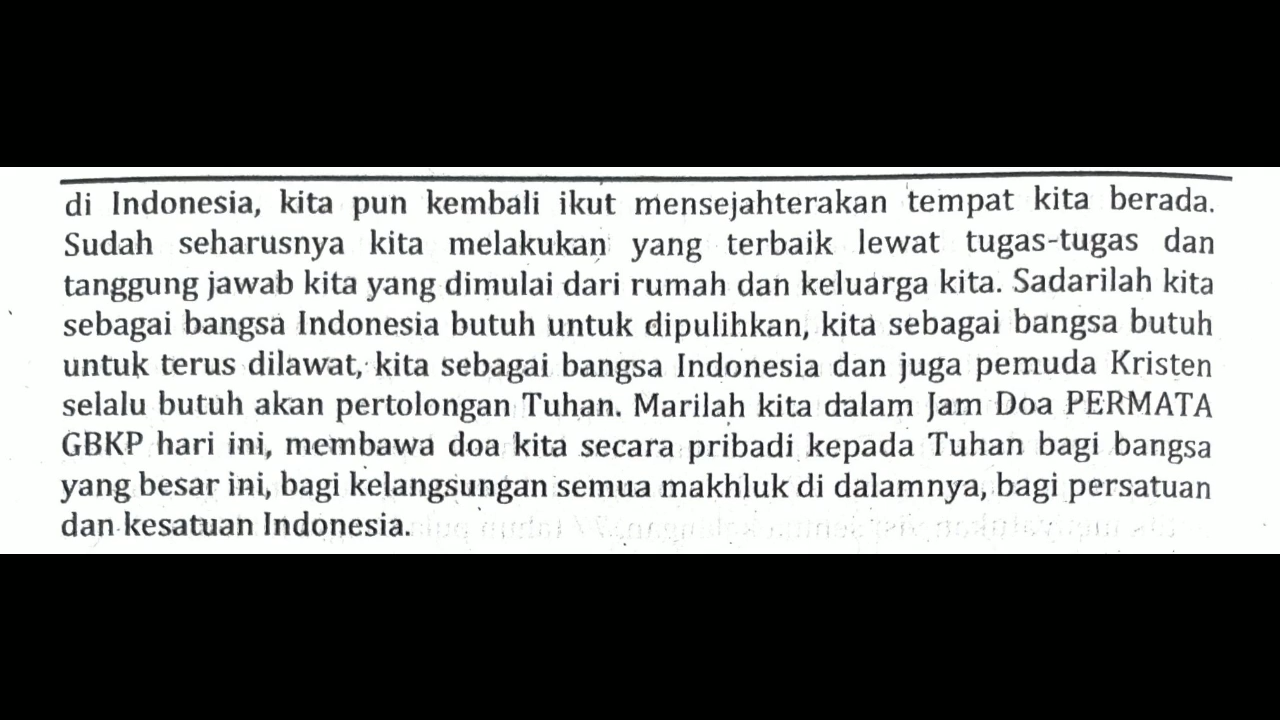 di Indonesia, kita pun kembali ikut mensejahterakan tempat kita berada.
Sudah seharusnya kita melakukan yang terbaik lewat tugas-tugas dan
tanggung jawab kita yang dimulai dari rumah dan keluarga kita. Sadarilah kita
sebagai bangsa Indonesia butuh untuk dipulihkan, kita sebagai bangsa butuh
untuk terus dilawat, kita sebagai bangsa Indonesia dan juga pemuda Kristen
selalu butuh akan pertolongan Tuhan. Marilah kita dalam Jam Doa PERMATA
GBKP hari ini, membawa doa kita secara pribadi kepada Tuhan bagi bangsa
yang besar ini, bagi kelangsungan semua makhluk di dalamnya, bagi persatuan
dan kesatuan Indonesia.